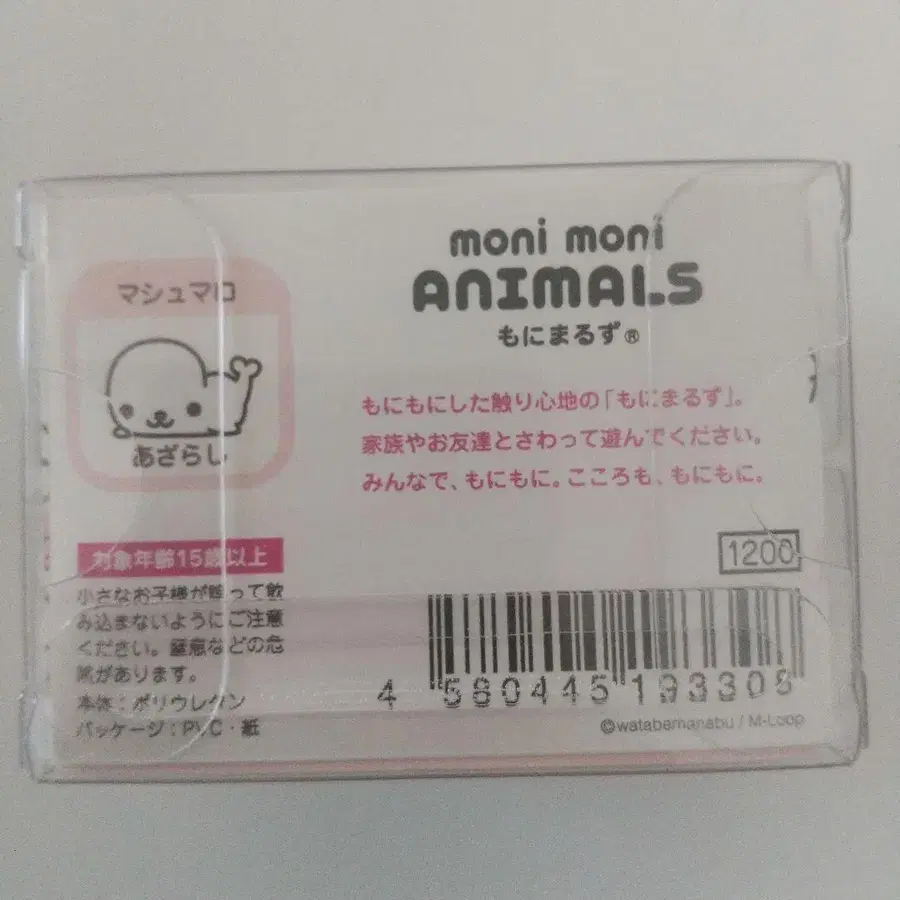 moni moni
ANIMALS
もにまるず®
マシュマロ
あざらし
もにもにした触り心地の「もにまるず」。
家族やお友達とさわって遊んでください。
みんなで、もにもに。こころも、もにもに。
対象年齢15歳以上
小さなお子様が誤って飲
み込まないようにご注意
ください。窒息などの危
険があります。
本体：ポリウレタン
パッケージ：PVC・紙
1200
4 580445 193305
©watabemanabu / M-Loop